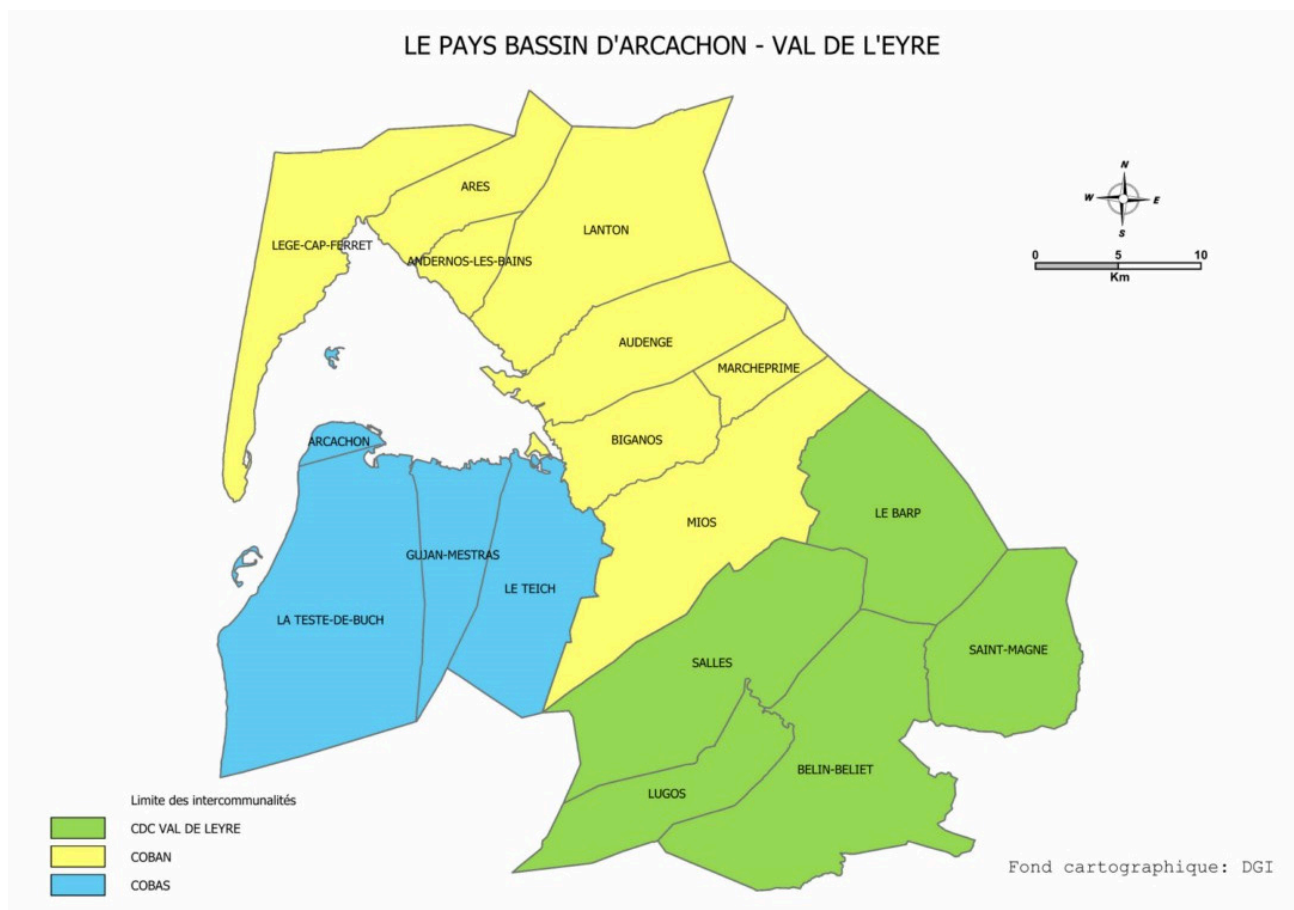 LE PAYS BASSIN D'ARCACHON - VAL DE L'EYRE
N
W
E
S
0 5 10
Km
ARES
LANTON
LEGE-CAP-FERRET
ANDERNOS-LES-BAINS
AUDENGE
MARCHEPRIME
ARCACHON
BIGANOS
LE BARP
MIOS
GUJAN-MESTRAS
LE TEICH
LA TESTE-DE-BUCH
SAINT-MAGNE
SALLES
BELIN-BELIET
LUGOS
Limite des intercommunalités
CDC VAL DE LEYRE
COBAN
COBAS
Fond cartographique: DGI